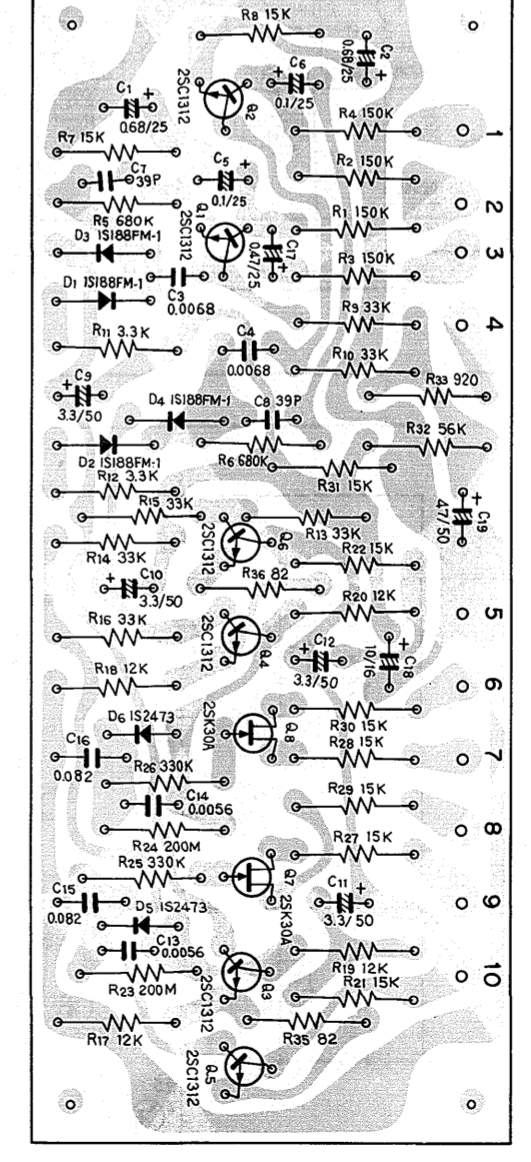 R8 15K
C2
0.68/25
C6
0.1/25
2SC1312
Q2
C1
0.68/25
R4 150K
1
R7 15K
C7
39P
C5
0.1/25
R2 150K
2
R5 680K
2SC1312
Q1
R1 150K
D3 1S188FM-1
C17
0.47/25
3
R3 150K
D1 1S188FM-1
C3
0.0068
R9 33K
4
R11 3.3K
C4
0.0068
R10 33K
R33 920
C9
3.3/50
D4 1S188FM-1
C8 39P
R32 56K
D2 1S188FM-1
R6 680K
R31 15K
R12 3.3K
R15 33K
R13 33K
C19
47/50
R14 33K
2SC1312
Q6
R22 15K
C10
3.3/50
R36 82
R20 12K
5
R16 33K
2SC1312
Q4
C12
3.3/50
C18
10/16
R18 12K
6
D6 1S2473
2SK30A
Q8
R30 15K
C16
0.082
R28 15K
7
R26 330K
C14
0.0056
R29 15K
R24 200M
R27 15K
8
R25 330K
C15
0.082
Q7
2SK30A
C11
3.3/50
9
D5 1S2473
C13
0.0056
R19 12K
R23 200M
2SC1312
Q3
R21 15K
10
R17 12K
R35 82
2SC1312
Q5